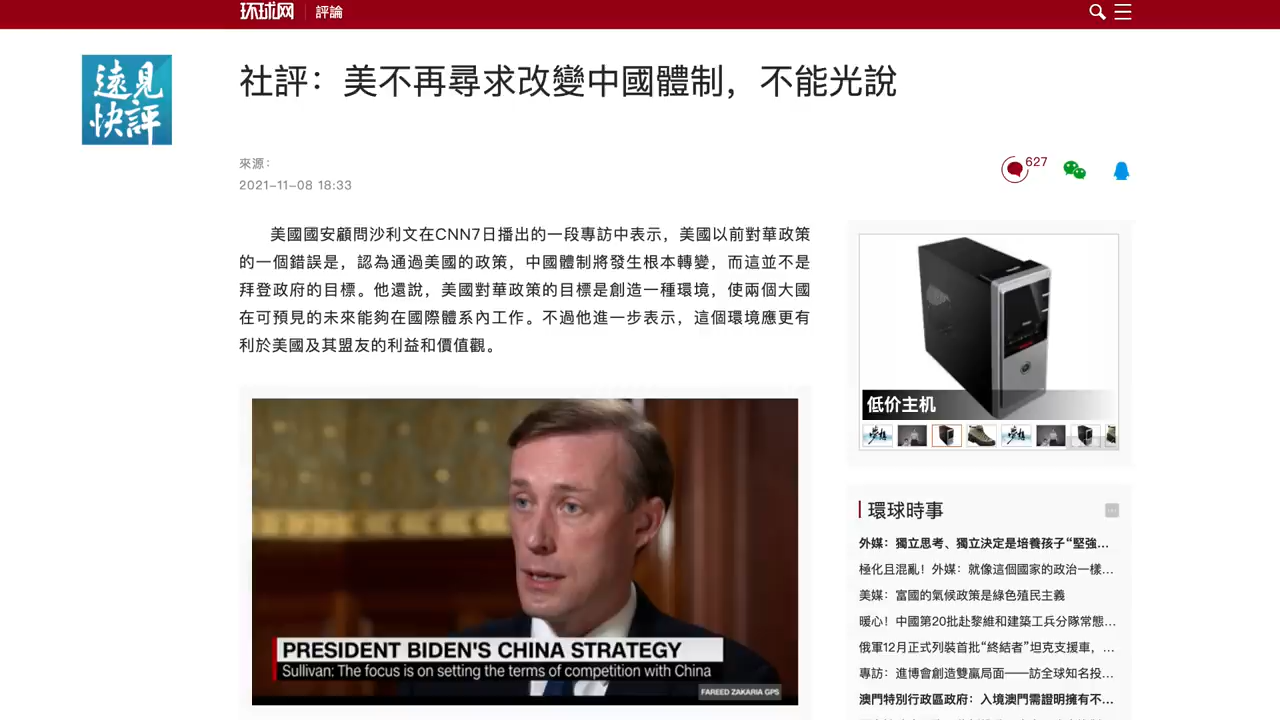 环球网 評論
遠見
快評
社評：美不再尋求改變中國體制，不能光說
來源：
2021-11-08 18:33
627
美國國安顧問沙利文在CNN7日播出的一段專訪中表示，美國以前對華政策
的一個錯誤是，認為通過美國的政策，中國體制將發生根本轉變，而這並不是
拜登政府的目標。他還說，美國對華政策的目標是創造一種環境，使兩個大國
在可預見的未來能夠在國際體系內工作。不過他進一步表示，這個環境應更有
利於美國及其盟友的利益和價值觀。
PRESIDENT BIDEN'S CHINA STRATEGY
Sullivan: The focus is on setting the terms of competition with China
FAREED ZAKARIA GPS
低价主机
環球時事
外媒：獨立思考、獨立決定是培養孩子“堅強...
極化且混亂！外媒：就像這個國家的政治一樣...
美媒：富國的氣候政策是綠色殖民主義
暖心！中國第20批赴黎維和建築工兵分隊常態...
俄軍12月正式列裝首批“終結者”坦克支援車，...
專訪：進博會創造雙贏局面——訪全球知名投...
澳門特別行政區政府：入境澳門需證明擁有不...